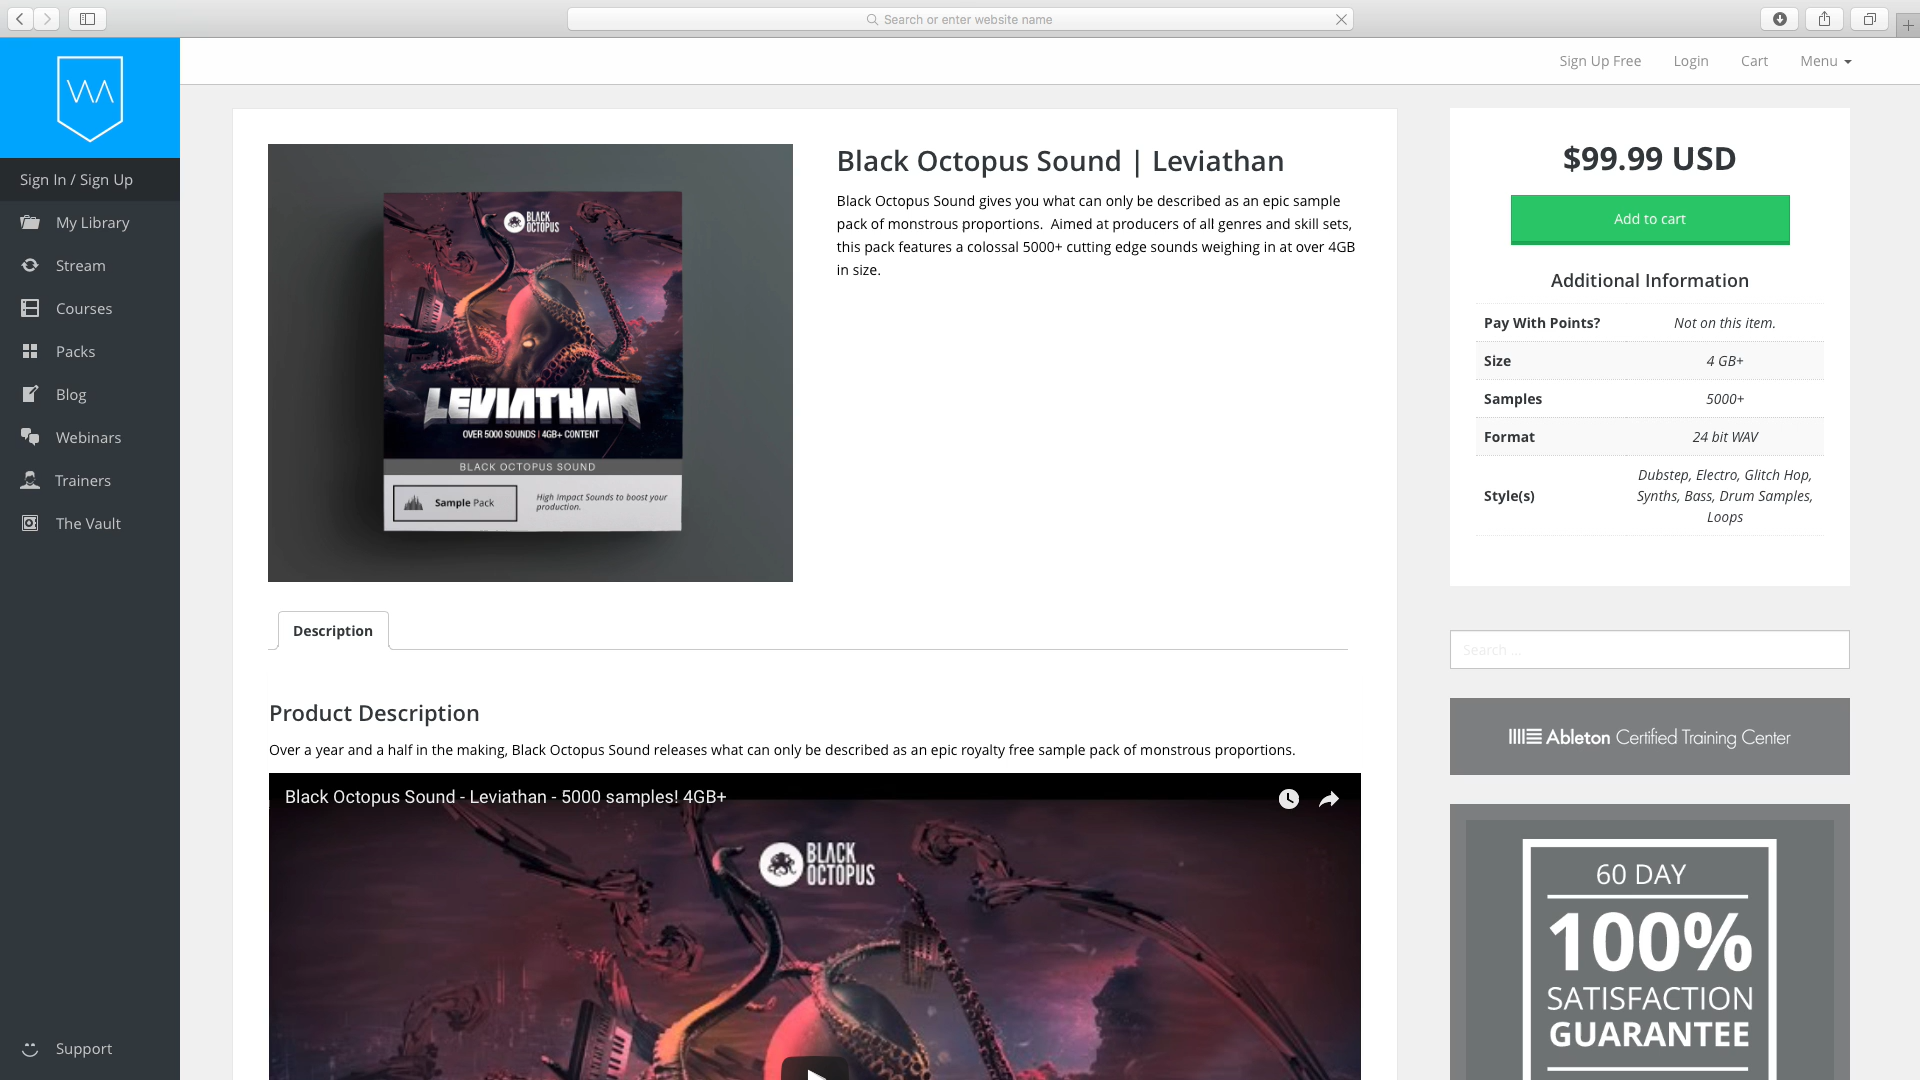 Search or enter website name
Sign Up Free
Login
Cart
Menu
WA
Sign In / Sign Up
My Library
Stream
Courses
Packs
Blog
Webinars
Trainers
The Vault
Support
BLACK
OCTOPUS
LEVIATHAN
OVER 5000 SOUNDS | 4GB+ CONTENT
BLACK OCTOPUS SOUND
Sample Pack
High Impact Sounds to boost your
production.
Black Octopus Sound | Leviathan
Black Octopus Sound gives you what can only be described as an epic sample
pack of monstrous proportions.  Aimed at producers of all genres and skill sets,
this pack features a colossal 5000+ cutting edge sounds weighing in at over 4GB
in size.
Description
Product Description
Over a year and a half in the making, Black Octopus Sound releases what can only be described as an epic royalty free sample pack of monstrous proportions.
Black Octopus Sound - Leviathan - 5000 samples! 4GB+
BLACK
OCTOPUS
$99.99 USD
Add to cart
Additional Information
Pay With Points? Not on this item.
Size 4 GB+
Samples 5000+
Format 24 bit WAV
Style(s) Dubstep, Electro, Glitch Hop,
Synths, Bass, Drum Samples,
Loops
Search ...
Ableton Certified Training Center
60 DAY
100%
SATISFACTION
GUARANTEE